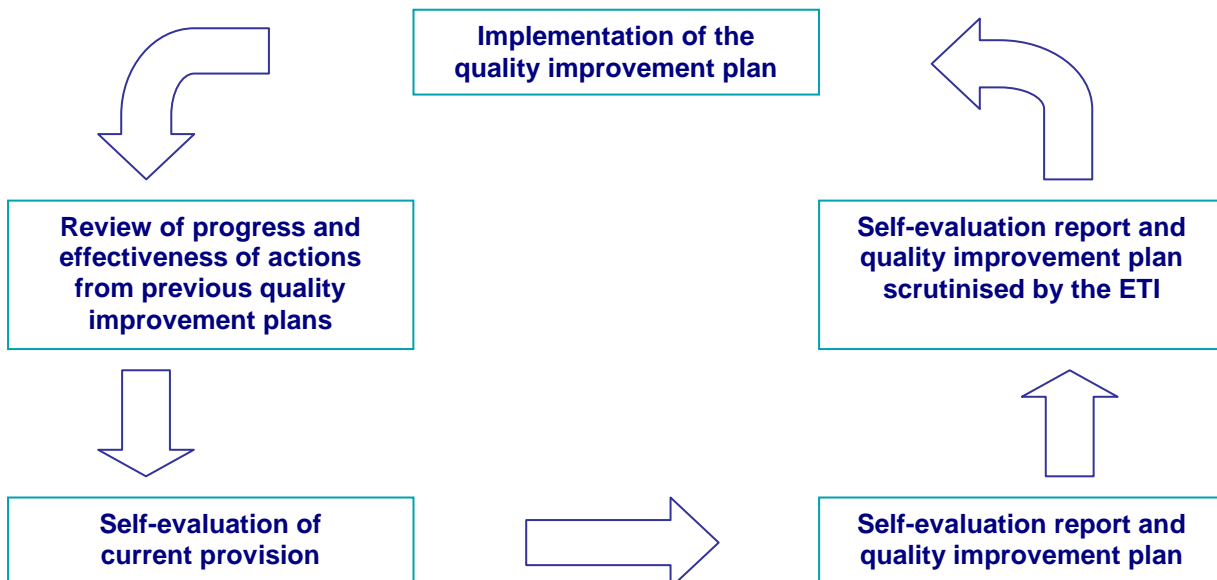 Implementation of the
quality improvement plan
Review of progress and
effectiveness of actions
from previous quality
improvement plans
Self-evaluation report and
quality improvement plan
scrutinised by the ETI
Self-evaluation of
current provision
Self-evaluation report and
quality improvement plan